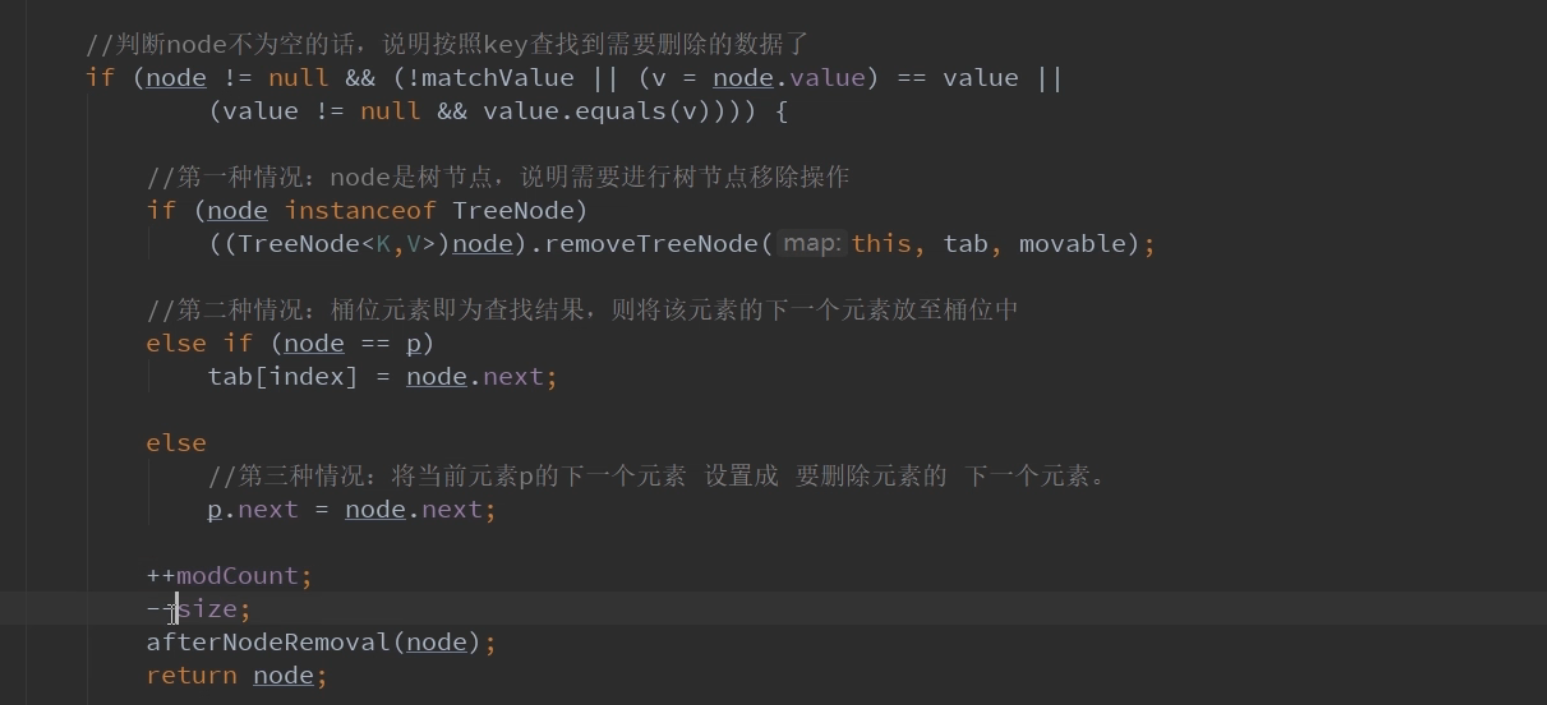 //判断node不为空的话，说明按照key查找到需要删除的数据了
if (node != null && (!matchValue || (v = node.value) == value ||
(value != null && value.equals(v)))) {
//第一种情况：node是树节点，说明需要进行树节点移除操作
if (node instanceof TreeNode)
((TreeNode<K,V>)node).removeTreeNode( map: this, tab, movable);
//第二种情况：桶位元素即为查找结果，则将该元素的下一个元素放至桶位中
else if (node == p)
tab[index] = node.next;
else
//第三种情况：将当前元素p的下一个元素 设置成 要删除元素的 下一个元素。
p.next = node.next;
++modCount;
--size;
afterNodeRemoval(node);
return node;